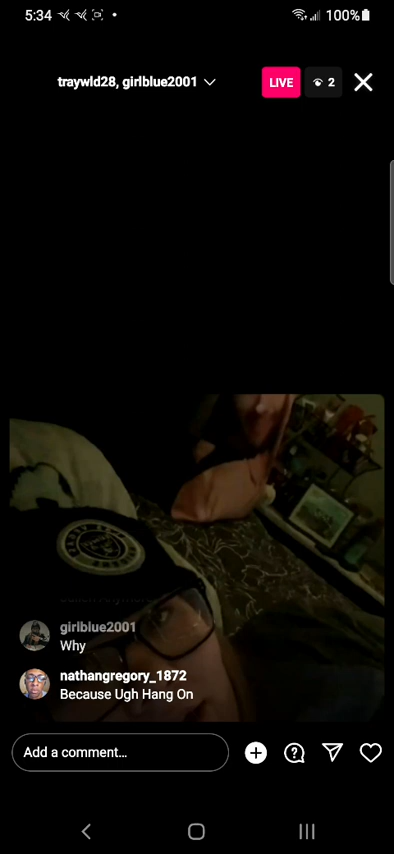 5:34
100%
traywld28, girlblue2001
LIVE
2
girlblue2001
Why
nathangregory_1872
Because Ugh Hang On
Add a comment...